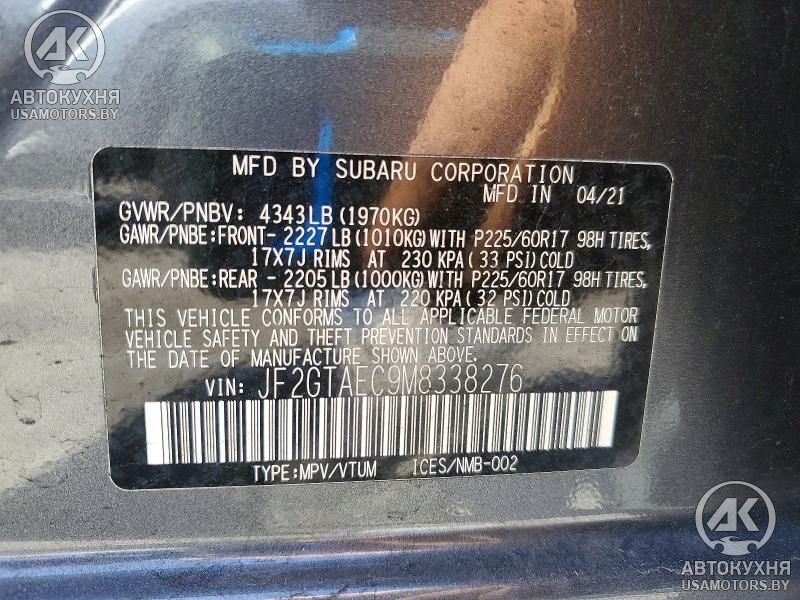 AK
АВТОКУХНЯ
USAMOTORS.BY
MFD BY SUBARU CORPORATION
MFD IN 04/21
GVWR/PNBV: 4343LB(1970KG)
GAWR/PNBE:FRONT-2227LB(1010KG)WITH P225/60R17 98H TIRES,
17X7J RIMS AT 230 KPA(33 PSI)COLD
GAWR/PNBE:REAR -2205LB(1000KG)WITH P225/60R17 98H TIRES,
17X7J RIMS AT 220 KPA(32 PSI)COLD
THIS VEHICLE CONFORMS TO ALL APPLICABLE FEDERAL MOTOR
VEHICLE SAFETY AND THEFT PREVENTION STANDARDS IN EFFECT ON
THE DATE OF MANUFACTURE SHOWN ABOVE.
VIN: JF2GTAEC9M8338276
TYPE:MPV/VTUM ICES/NMB-002
AK
АВТОКУХНЯ
USAMOTORS.BY